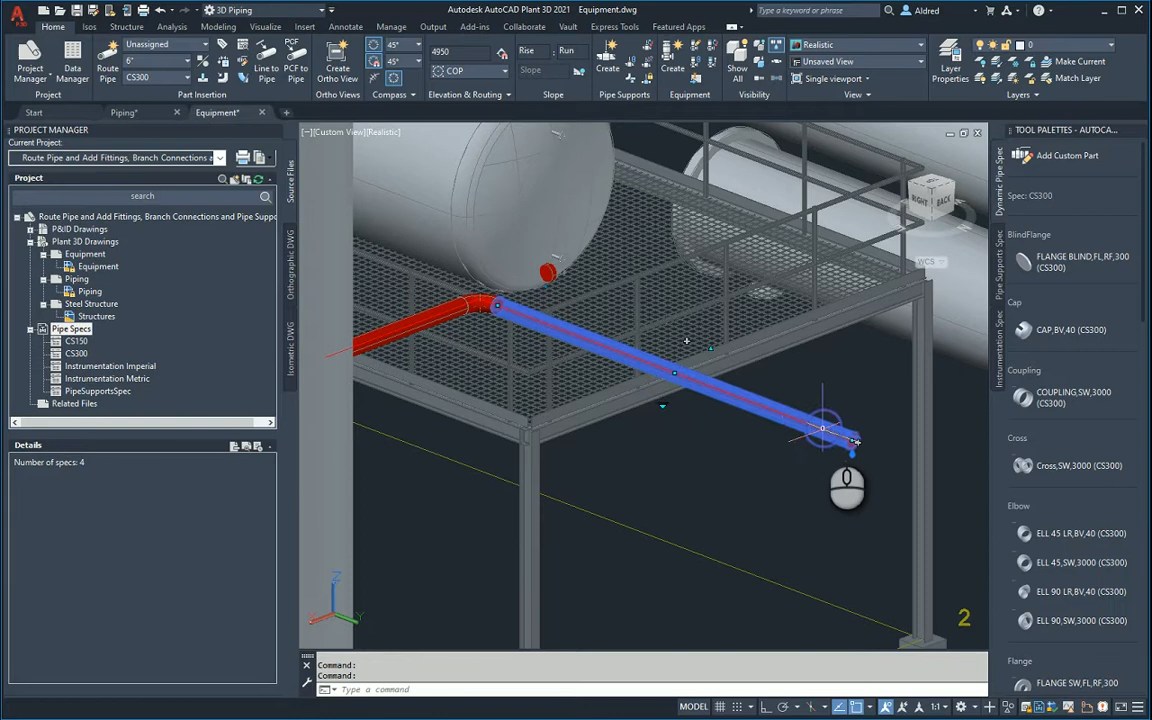 3D Piping
Autodesk AutoCAD Plant 3D 2021   Equipment.dwg
Type a keyword or phrase
Aldred
Home
Isos
Structure
Analysis
Modeling
Visualize
Insert
Annotate
Manage
Output
Add-ins
Collaborate
Vault
Express Tools
Featured Apps
Project
Manager
Data
Manager
Route
Pipe
Unassigned
6"
CS300
Line to
Pipe
PCF to
Pipe
Create
Ortho View
45°
45°
4950
COP
Rise : Run
Slope
Create
Create
Show
All
Realistic
Unsaved View
Single viewport
Layer
Properties
0
Make Current
Match Layer
Project
Part Insertion
Ortho Views
Compass
Elevation & Routing
Slope
Pipe Supports
Equipment
Visibility
View
Layers
Start
Piping*
Equipment*
PROJECT MANAGER
Current Project:
Route Pipe and Add Fittings, Branch Connections a
Project
search
Route Pipe and Add Fittings, Branch Connections and Pipe Suppo
P&ID Drawings
Plant 3D Drawings
Equipment
Equipment
Piping
Piping
Steel Structure
Structures
Pipe Specs
CS150
CS300
Instrumentation Imperial
Instrumentation Metric
PipeSupportsSpec
Related Files
Details
Number of specs: 4
Source Files
Orthographic DWG
Isometric DWG
[−][Custom View][Realistic]
RIGHT
BACK
WCS
2
Z
X
Y
Command:
Command:
Type a command
MODEL
1:1
TOOL PALETTES - AUTOCA...
Dynamic Pipe Spec
Pipe Supports Spec
Instrumentation Spec
Add Custom Part
Spec: CS300
BlindFlange
FLANGE BLIND,FL,RF,300
(CS300)
Cap
CAP,BV,40 (CS300)
Coupling
COUPLING,SW,3000
(CS300)
Cross
Cross,SW,3000 (CS300)
Elbow
ELL 45 LR,BV,40 (CS300)
ELL 45,SW,3000 (CS300)
ELL 90 LR,BV,40 (CS300)
ELL 90,SW,3000 (CS300)
Flange
FLANGE SW,FL,RF,300